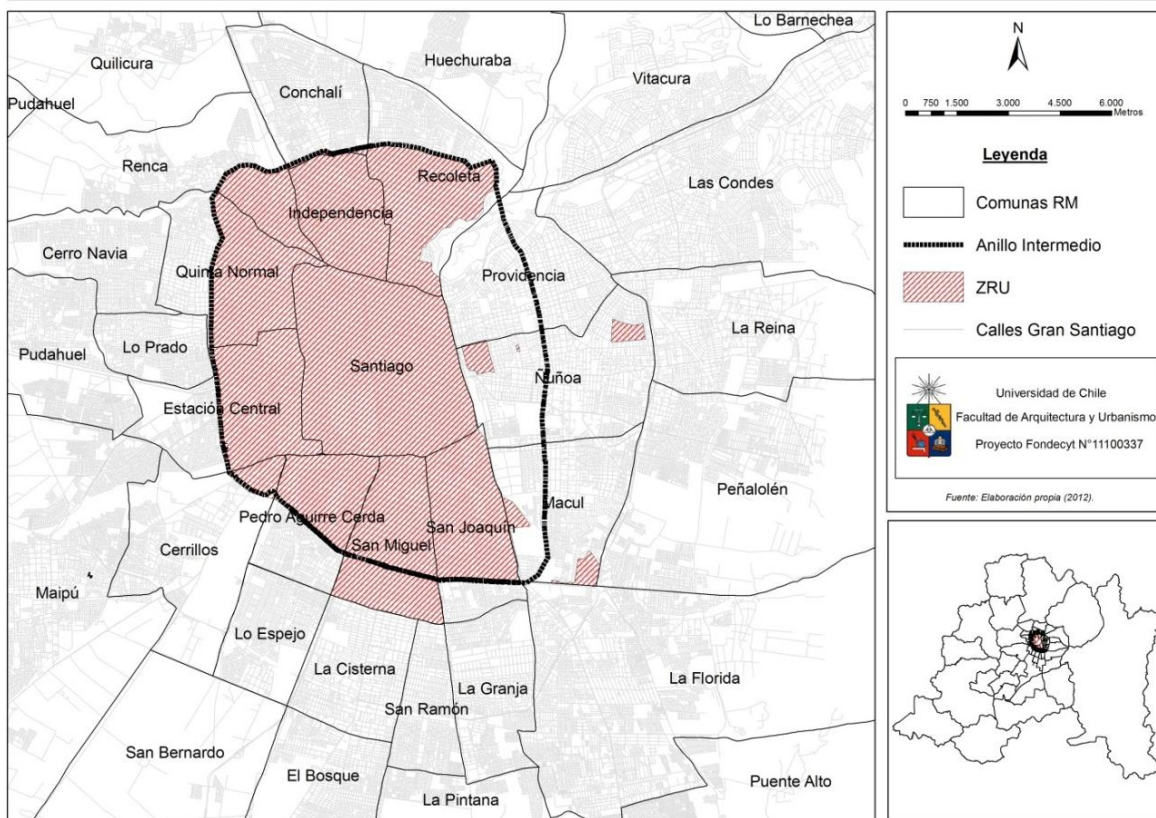 Lo Barnechea
Quilicura
Huechuraba
Vitacura
Conchalí
Pudahuel
Renca
Recoleta
Las Condes
Independencia
Cerro Navia
Quinta Normal
Providencia
Lo Prado
La Reina
Pudahuel
Santiago
Ñuñoa
Estación Central
Peñalolén
Macul
Pedro Aguirre Cerda
San Joaquín
San Miguel
Cerrillos
Maipú
Lo Espejo
La Cisterna
La Granja
La Florida
San Ramón
San Bernardo
El Bosque
Puente Alto
La Pintana
N
0 750 1.500 3.000 4.500 6.000
Metros
Leyenda
Comunas RM
Anillo Intermedio
ZRU
Calles Gran Santiago
Universidad de Chile
Facultad de Arquitectura y Urbanismo
Proyecto Fondecyt N°11100337
Fuente: Elaboración propia (2012).